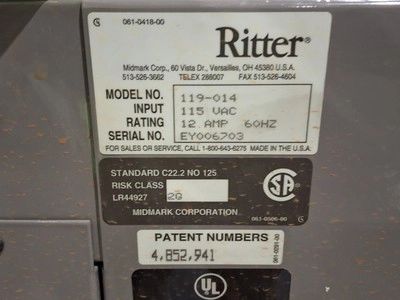 061-0418-00
Ritter®
Midmark Corp., 60 Vista Dr., Versailles, OH 45380 U.S.A.
513-526-3662 TELEX 288007 FAX 513-526-4604
MODEL NO. 119-014
INPUT 115 VAC
RATING 12 AMP 60HZ
SERIAL NO. EY006703
FOR SALES OR SERVICE, CALL 1-800-643-6275 MADE IN THE U.S.A.
STANDARD C22.2 NO 125
RISK CLASS 2G
LR44927
MIDMARK CORPORATION
SA
061-0506-00
PATENT NUMBERS
4,852,941
061-0291-00
UL